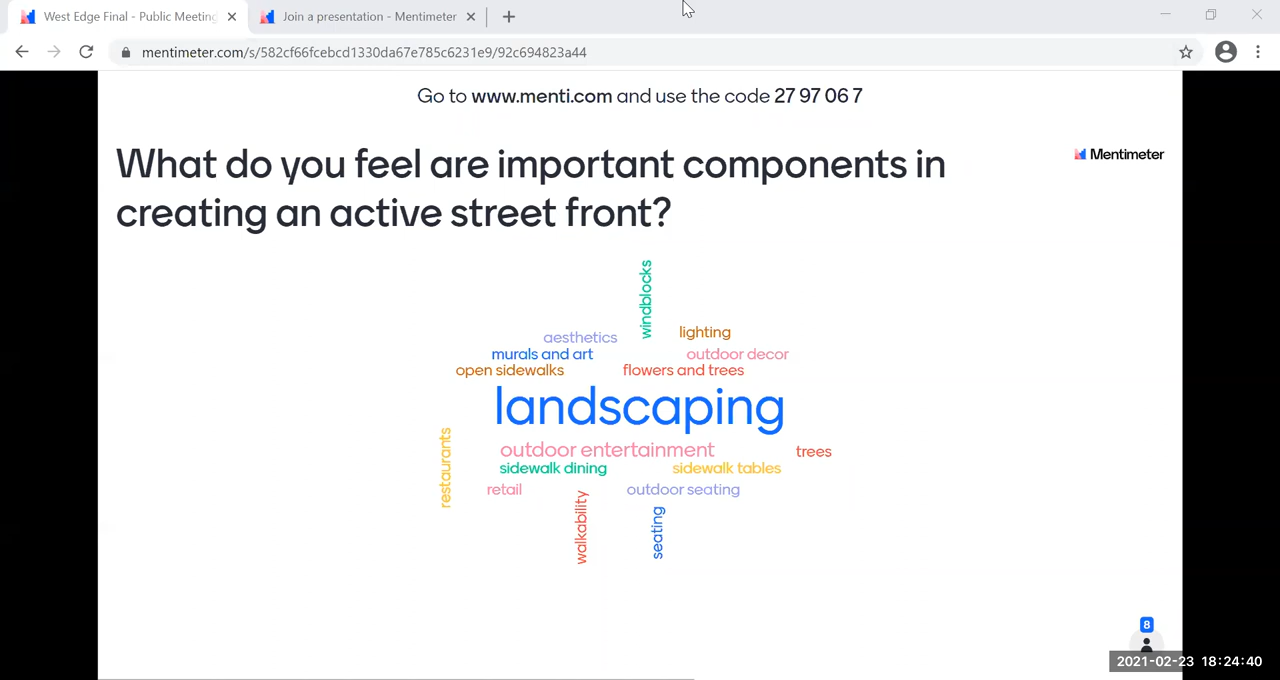 West Edge Final - Public Meeting
Join a presentation - Mentimeter
mentimeter.com/s/582cf66fcebcd1330da67e785c6231e9/92c694823a44
Go to www.menti.com and use the code 27 97 06 7
What do you feel are important components in
creating an active street front?
Mentimeter
windblocks
lighting
aesthetics
murals and art
outdoor decor
open sidewalks
flowers and trees
landscaping
restaurants
outdoor entertainment
trees
sidewalk dining
sidewalk tables
retail
outdoor seating
walkability
seating
8
2021-02-23 18:24:40